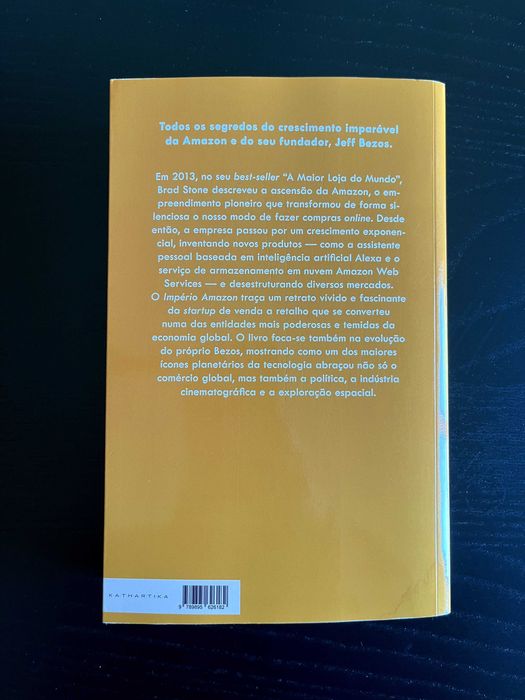 Todos os segredos do crescimento imparável
da Amazon e do seu fundador, Jeff Bezos.
Em 2013, no seu best-seller "A Maior Loja do Mundo",
Brad Stone descreveu a ascensão da Amazon, o em-
preendimento pioneiro que transformou de forma si-
lenciosa o nosso modo de fazer compras online. Desde
então, a empresa passou por um crescimento exponen-
cial, inventando novos produtos — como a assistente
pessoal baseada em inteligência artificial Alexa e o
serviço de armazenamento em nuvem Amazon Web
Services — e desestruturando diversos mercados.
O Império Amazon traça um retrato vívido e fascinante
da startup de venda a retalho que se converteu
numa das entidades mais poderosas e temidas da
economia global. O livro foca-se também na evolução
do próprio Bezos, mostrando como um dos maiores
ícones planetários da tecnologia abraçou não só o
comércio global, mas também a política, a indústria
cinematográfica e a exploração espacial.
KATHARTIKA
9 789895 626182